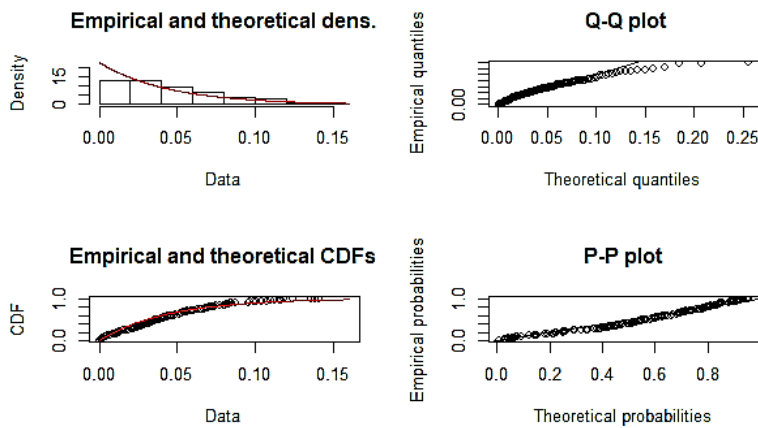 Empirical and theoretical dens.
Density
0 15
0.00 0.05 0.10 0.15
Data
Q-Q plot
Empirical quantiles
0.00
0.00 0.05 0.10 0.15 0.20 0.25
Theoretical quantiles
Empirical and theoretical CDFs
CDF
0.0 1.0
0.00 0.05 0.10 0.15
Data
P-P plot
Empirical probabilities
0.0 1.0
0.0 0.2 0.4 0.6 0.8
Theoretical probabilities